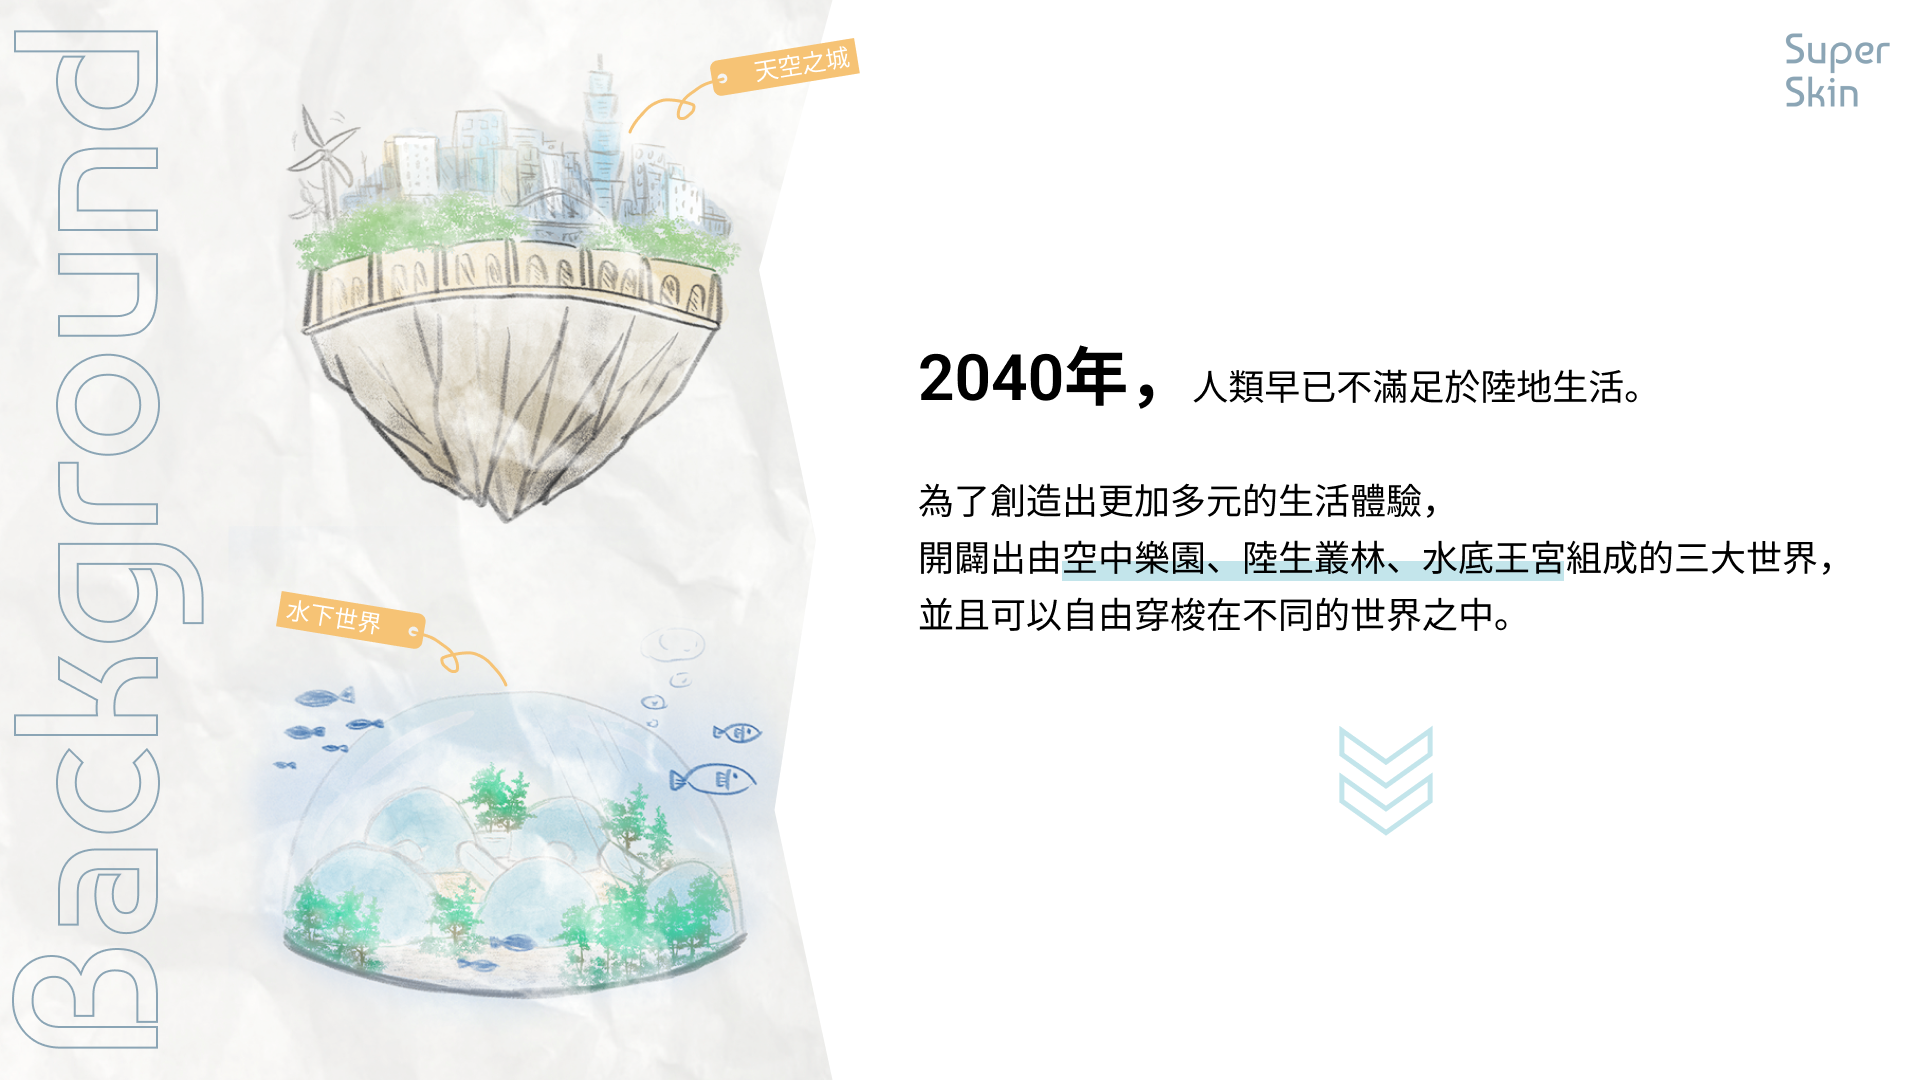 Background
天空之城
水下世界
Super
Skin
2040年，人類早已不滿足於陸地生活。
為了創造出更加多元的生活體驗，
開闢出由空中樂園、陸生叢林、水底王宮組成的三大世界，
並且可以自由穿梭在不同的世界之中。